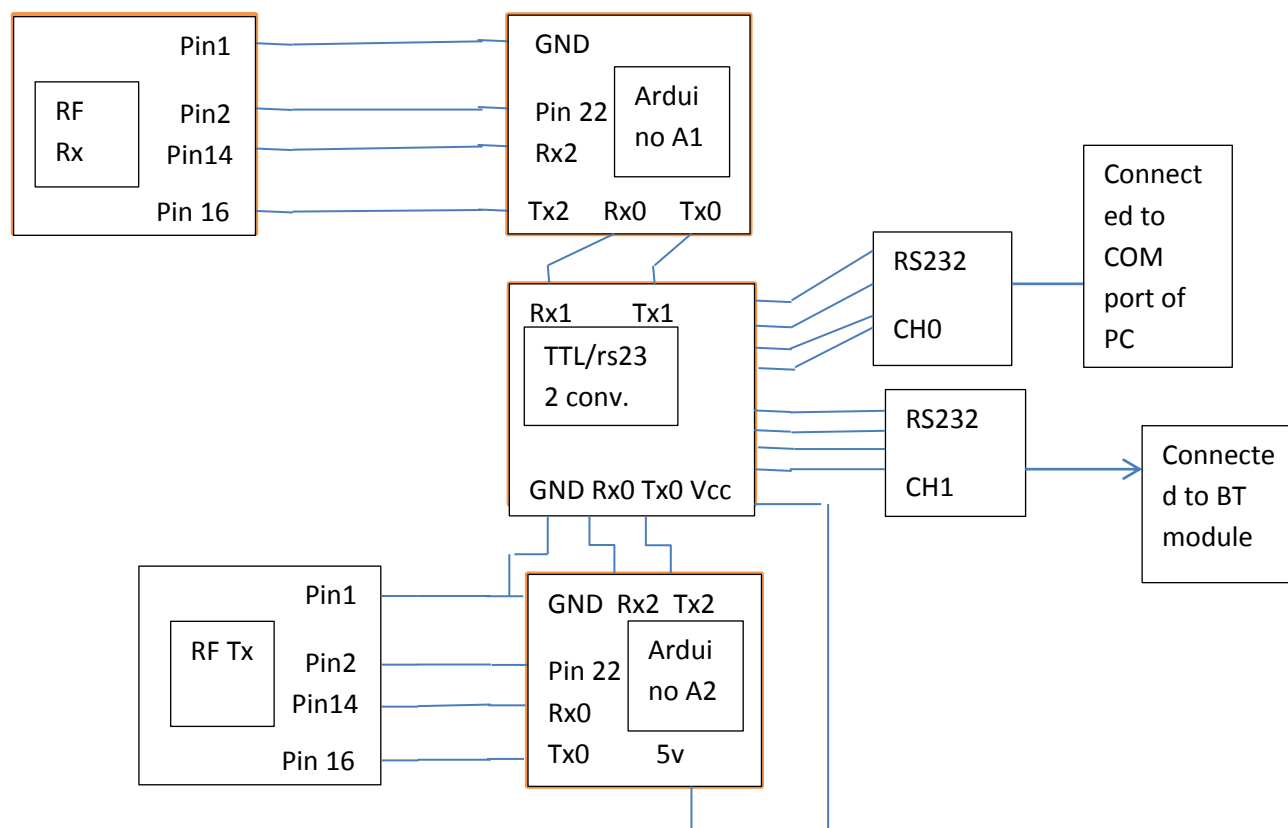 Pin1
RF
Rx
Pin2
Pin14
Pin 16
GND
Pin 22
Ardui
no A1
Rx2
Tx2 Rx0 Tx0
Rx1 Tx1
TTL/rs23
2 conv.
GND Rx0 Tx0 Vcc
RS232
CH0
Connect
ed to
COM
port of
PC
RS232
CH1
Connecte
d to BT
module
Pin1
RF Tx
Pin2
Pin14
Pin 16
GND Rx2 Tx2
Pin 22
Ardui
no A2
Rx0
Tx0 5v